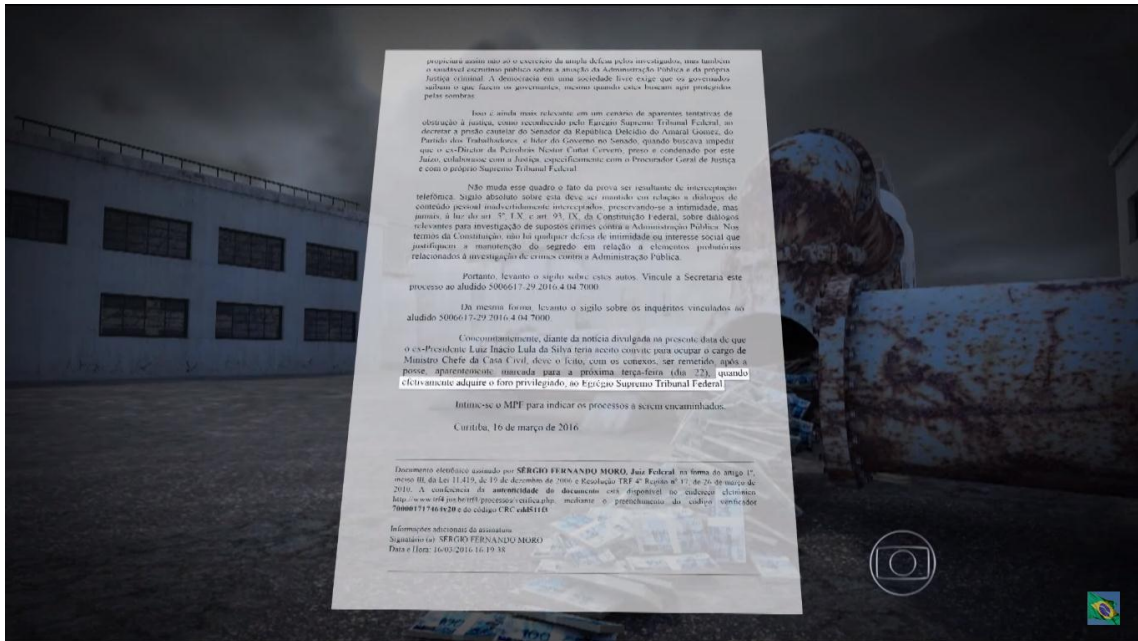 propiciará assim não só o exercício da ampla defesa pelos investigados, mas também
o saudável escrutínio público sobre a atuação da Administração Pública e da própria
Justiça criminal. A democracia em uma sociedade livre exige que os governados
saibam o que fazem os governantes, mesmo quando estes buscam agir protegidos
pelas sombras.
Isso é ainda mais relevante em um cenário de aparentes tentativas de
obstrução à justiça, como reconhecido pelo Egrégio Supremo Tribunal Federal, ao
decretar a prisão cautelar do Senador da República Delcídio do Amaral Gomez, do
Partido dos Trabalhadores, e líder do Governo no Senado, quando buscava impedir
que o ex-Diretor da Petrobrás Nestor Cuñat Cerveró, preso e condenado por este
Juízo, colaborasse com a Justiça, especificamente com o Procurador Geral de Justiça
e com o próprio Supremo Tribunal Federal.
Não muda esse quadro o fato da prova ser resultante de interceptação
telefônica. Sigilo absoluto sobre esta deve ser mantido em relação a diálogos de
conteúdo pessoal inadvertidamente interceptados, preservando-se a intimidade, mas
jamais, à luz do art. 5º, LX, e art. 93, IX, da Constituição Federal, sobre diálogos
relevantes para investigação de supostos crimes contra a Administração Pública. Nos
termos da Constituição, não há qualquer defesa de intimidade ou interesse social que
justifiquem a manutenção do segredo em relação a elementos probatórios
relacionados à investigação de crimes contra a Administração Pública.
Portanto, levanto o sigilo sobre estes autos. Vincule a Secretaria este
processo ao aludido 5006617-29.2016.4.04.7000
Da mesma forma, levanto o sigilo sobre os inquéritos vinculados ao
aludido 5006617-29.2016.4.04.7000.
Concomitantemente, diante da notícia divulgada na presente data de que
o ex-Presidente Luiz Inácio Lula da Silva teria aceito convite para ocupar o cargo de
Ministro Chefe da Casa Civil, deve o feito, com os conexos, ser remetido, após a
posse, aparentemente marcada para a próxima terça-feira (dia 22), quando
efetivamente adquire o foro privilegiado, ao Egrégio Supremo Tribunal Federal.
Intime-se o MPF para indicar os processos a serem encaminhados.
Curitiba, 16 de março de 2016
Documento eletrônico assinado por SÉRGIO FERNANDO MORO, Juiz Federal, na forma do artigo 1º,
inciso III, da Lei 11.419, de 19 de dezembro de 2006 e Resolução TRF 4ª Região nº 17, de 26 de março de
2010. A conferência da autenticidade do documento está disponível no endereço eletrônico
mediante o preenchimento do código verificador
e do código CRC
Informações adicionais da assinatura
Signatário (a): SÉRGIO FERNANDO MORO
Data e Hora: 16/03/2016 16:19:38
100